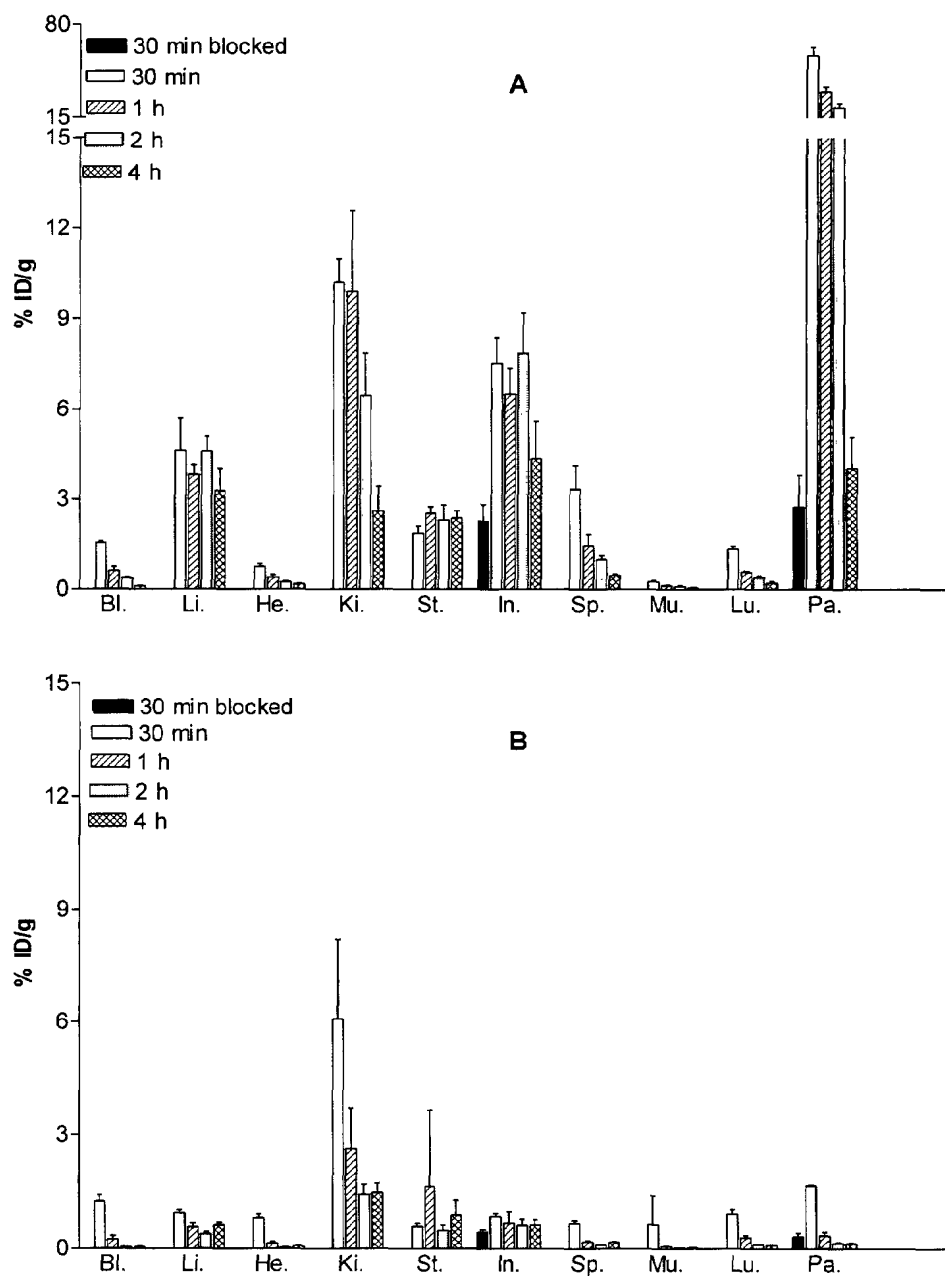 80
30 min blocked
30 min
A
1 h
15
15
2 h
4 h
12
% ID/g
9
6
3
0
Bl. Li. He. Ki. St. In. Sp. Mu. Lu. Pa.
15
30 min blocked
30 min
B
1 h
2 h
12
4 h
9
% ID/g
6
3
0
Bl. Li. He. Ki. St. In. Sp. Mu. Lu. Pa.